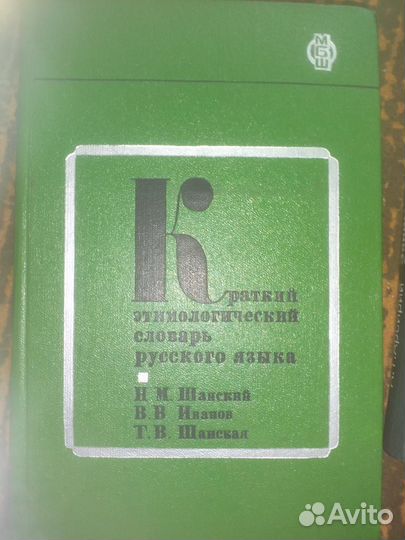 МБШ
Краткий
этимологический
словарь
русского языка
Н. М. Шанский
В. В. Иванов
Т. В. Шанская
Avito